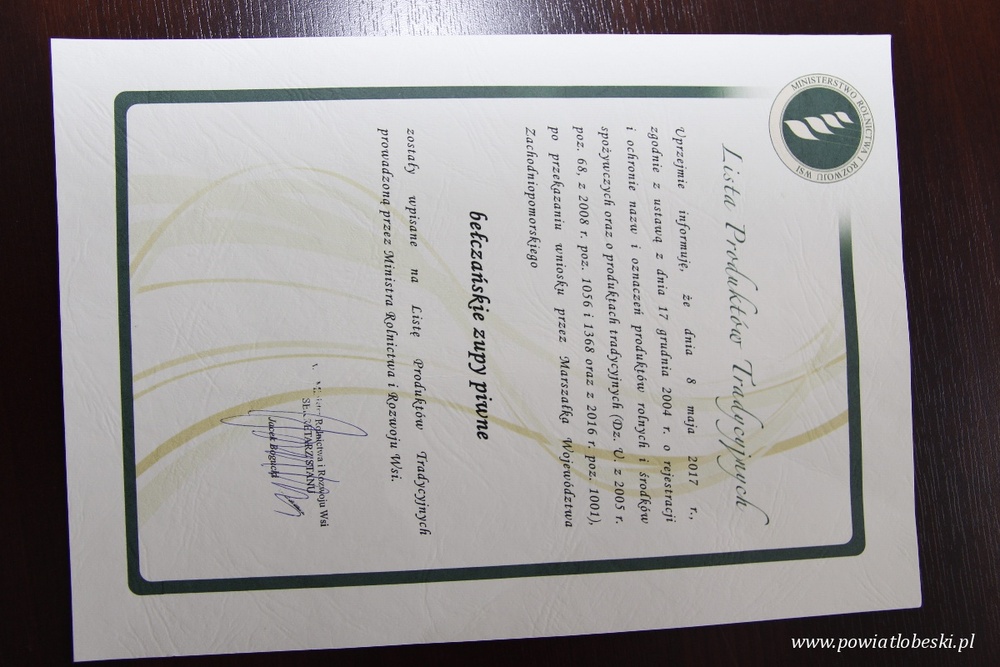 MINISTERSTWO ROLNICTWA I ROZWOJU WSI
Lista Produktów Tradycyjnych
Uprzejmie informuję, że dnia 8 maja 2017 r.,
zgodnie z ustawą z dnia 17 grudnia 2004 r. o rejestracji
i ochronie nazw i oznaczeń produktów rolnych i środków
spożywczych oraz o produktach tradycyjnych (Dz. U. z 2005 r.
poz. 68, z 2008 r. poz. 1056 i 1368 oraz z 2016 r. poz. 1001),
po przekazaniu wniosku przez Marszałka Województwa
Zachodniopomorskiego
bełczańskie zupy piwne
zostały wpisane na Listę Produktów Tradycyjnych
prowadzoną przez Ministra Rolnictwa i Rozwoju Wsi.
Rolnictwa i Rozwoju Wsi
SEKRETARZ STANU
Jacek Bogucki
www.powiatlobeski.pl